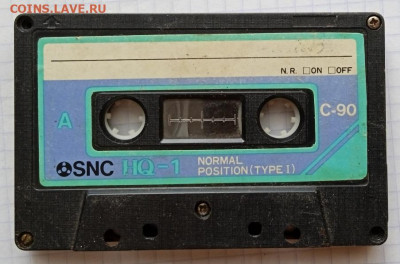 COINS.LAVE.RU
N.R. □ON □OFF
A
C-90
SNC HQ-1 NORMAL
POSITION(TYPE I)